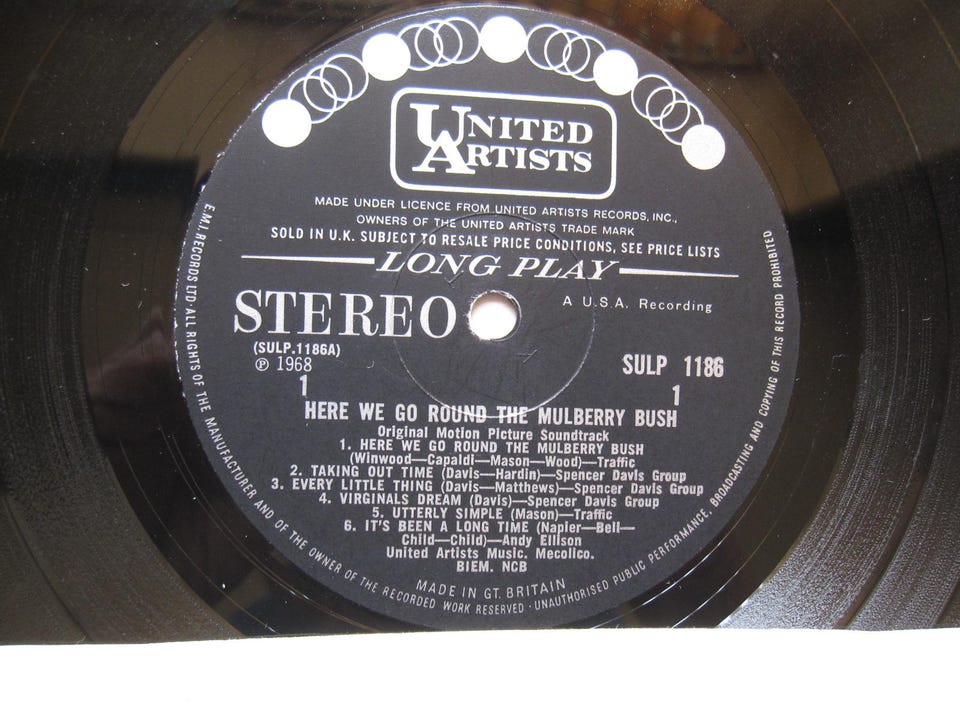 UNITED
ARTISTS
MADE UNDER LICENCE FROM UNITED ARTISTS RECORDS, INC.,
OWNERS OF THE UNITED ARTISTS TRADE MARK
SOLD IN U.K. SUBJECT TO RESALE PRICE CONDITIONS, SEE PRICE LISTS
LONG PLAY
STEREO
A U.S.A. Recording
(SULP.1186A)
℗ 1968
SULP 1186
1
1
HERE WE GO ROUND THE MULBERRY BUSH
Original Motion Picture Soundtrack
1. HERE WE GO ROUND THE MULBERRY BUSH
(Winwood—Capaldi—Mason—Wood)—Traffic
2. TAKING OUT TIME (Davis—Hardin)—Spencer Davis Group
3. EVERY LITTLE THING (Davis—Matthews)—Spencer Davis Group
4. VIRGINALS DREAM (Davis)—Spencer Davis Group
5. UTTERLY SIMPLE (Mason)—Traffic
6. IT'S BEEN A LONG TIME (Napier—Bell—
Child—Child)—Andy Ellison
United Artists Music. Mecolico.
BIEM. NCB
MADE IN GT. BRITAIN
E.M.I. RECORDS LTD · ALL RIGHTS OF THE MANUFACTURER AND OF THE OWNER OF THE RECORDED WORK RESERVED · UNAUTHORISED PUBLIC PERFORMANCE, BROADCASTING AND COPYING OF THIS RECORD PROHIBITED